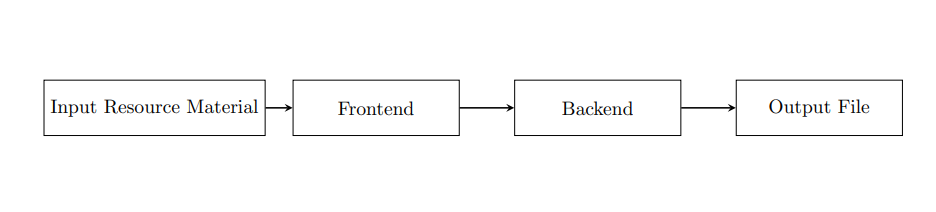 Input Resource Material
Frontend
Backend
Output File